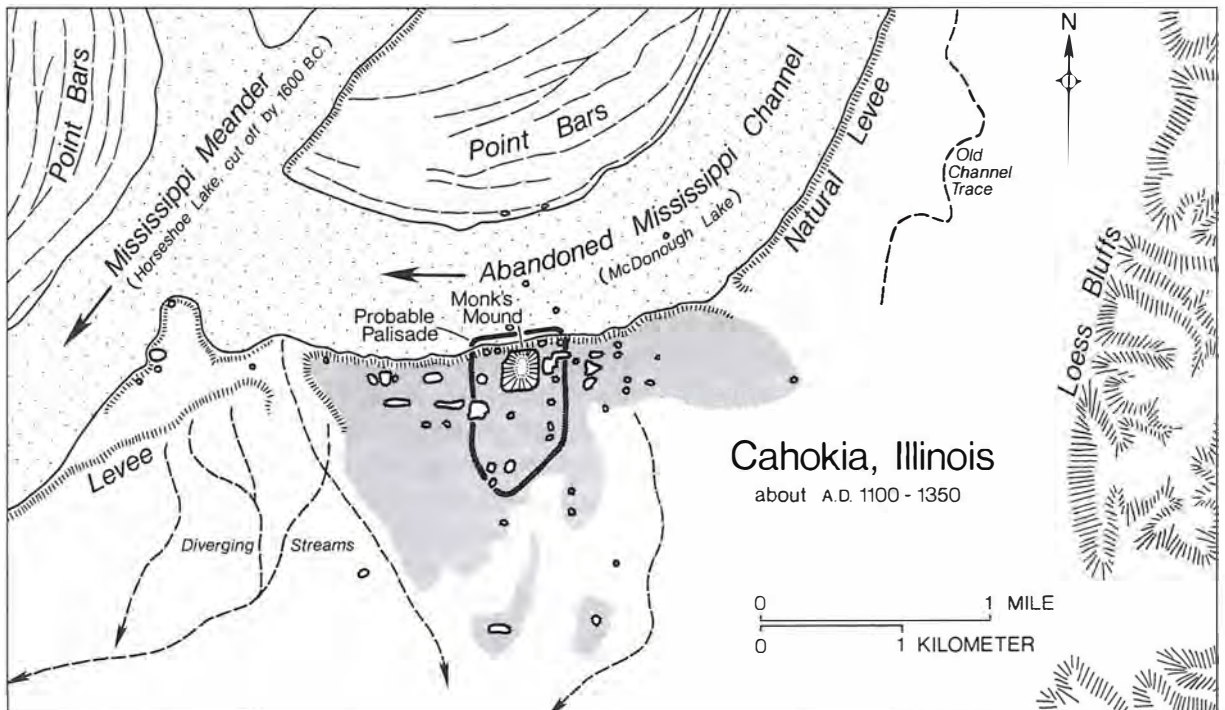 Point Bars
Mississippi Meander
(Horseshoe Lake, cut off by 1600 B.C.)
Point Bars
Abandoned Mississippi Channel
(McDonough Lake)
Natural Levee
Old
Channel
Trace
N
Loess Bluffs
Monk's
Mound
Probable
Palisade
Levee
Diverging Streams
Cahokia, Illinois
about A.D. 1100 - 1350
0 1 MILE
0 1 KILOMETER